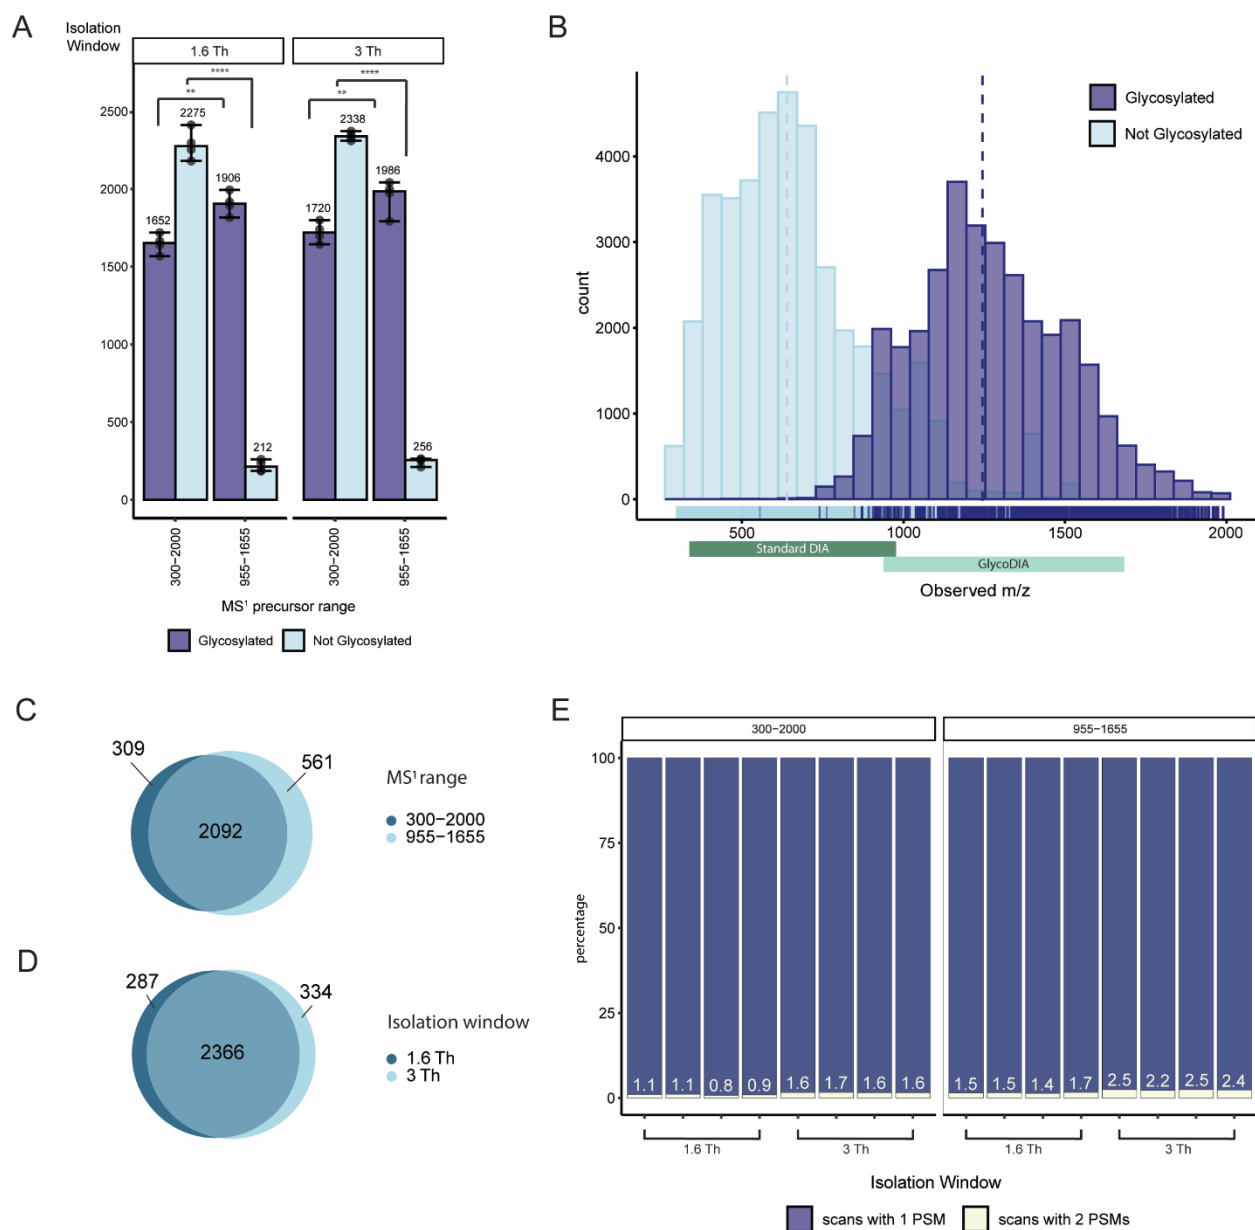 A
Isolation
Window
1.6 Th
3 Th
****
**
****
**
2500
2000
1500
1000
500
0
1652
2275
1906
212
1720
2338
1986
256
300−2000
955−1655
300−2000
955−1655
MS¹ precursor range
Glycosylated
Not Glycosylated
B
Glycosylated
Not Glycosylated
count
4000
3000
2000
1000
0
500
1000
1500
2000
Standard DIA
GlycoDIA
Observed m/z
C
309
561
2092
MS¹ range
300−2000
955−1655
D
287
334
2366
Isolation window
1.6 Th
3 Th
E
300−2000
955−1655
percentage
100
75
50
25
0
1.1 1.1 0.8 0.9 1.6 1.7 1.6 1.6
1.5 1.5 1.4 1.7 2.5 2.2 2.5 2.4
1.6 Th
3 Th
1.6 Th
3 Th
Isolation Window
scans with 1 PSM
scans with 2 PSMs